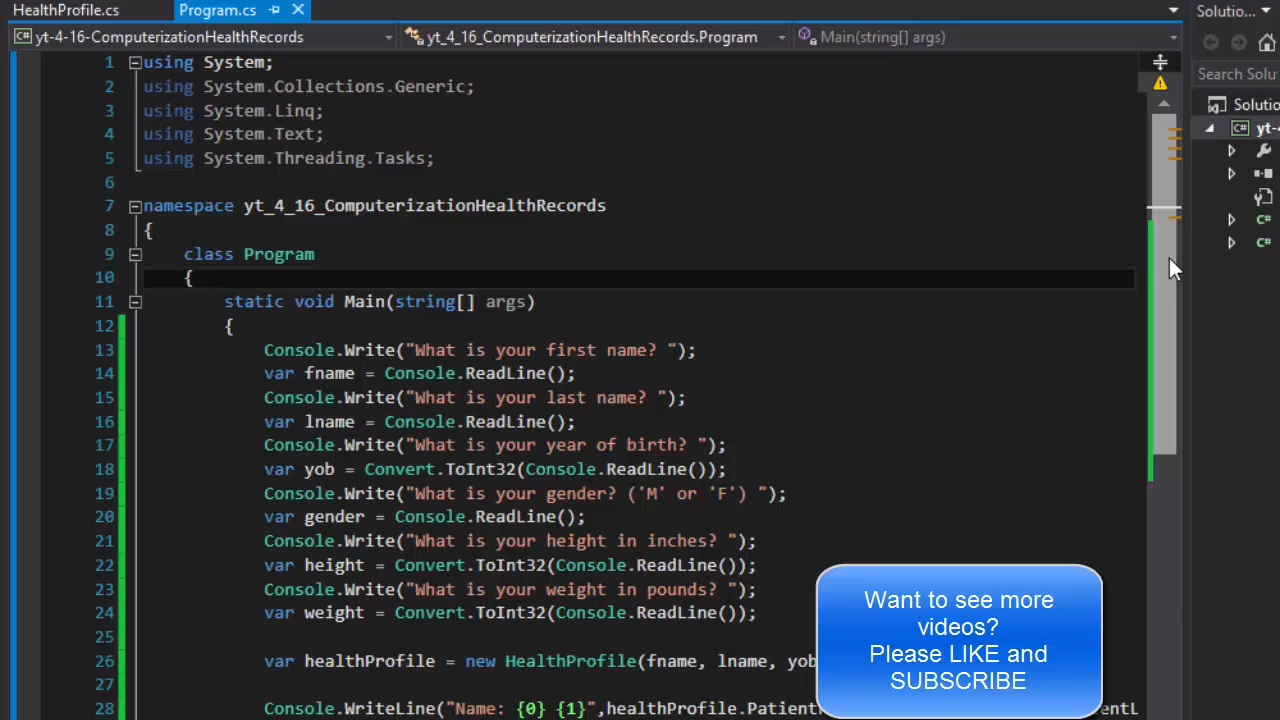 HealthProfile.cs Program.cs Solutio...
yt-4-16-ComputerizationHealthRecords yt_4_16_ComputerizationHealthRecords.Program Main(string[] args)
Search Solu
Solutio
yt-4
1 using System;
2 using System.Collections.Generic;
3 using System.Linq;
4 using System.Text;
5 using System.Threading.Tasks;
6
7 namespace yt_4_16_ComputerizationHealthRecords
8 {
9 class Program
10 {
11 static void Main(string[] args)
12 {
13 Console.Write("What is your first name? ");
14 var fname = Console.ReadLine();
15 Console.Write("What is your last name? ");
16 var lname = Console.ReadLine();
17 Console.Write("What is your year of birth? ");
18 var yob = Convert.ToInt32(Console.ReadLine());
19 Console.Write("What is your gender? ('M' or 'F') ");
20 var gender = Console.ReadLine();
21 Console.Write("What is your height in inches? ");
22 var height = Convert.ToInt32(Console.ReadLine());
23 Console.Write("What is your weight in pounds? ");
24 var weight = Convert.ToInt32(Console.ReadLine());
25
26 var healthProfile = new HealthProfile(fname, lname, yob
27
28 Console.WriteLine("Name: {0} {1}",healthProfile.Patient entL
Want to see more
videos?
Please LIKE and
SUBSCRIBE